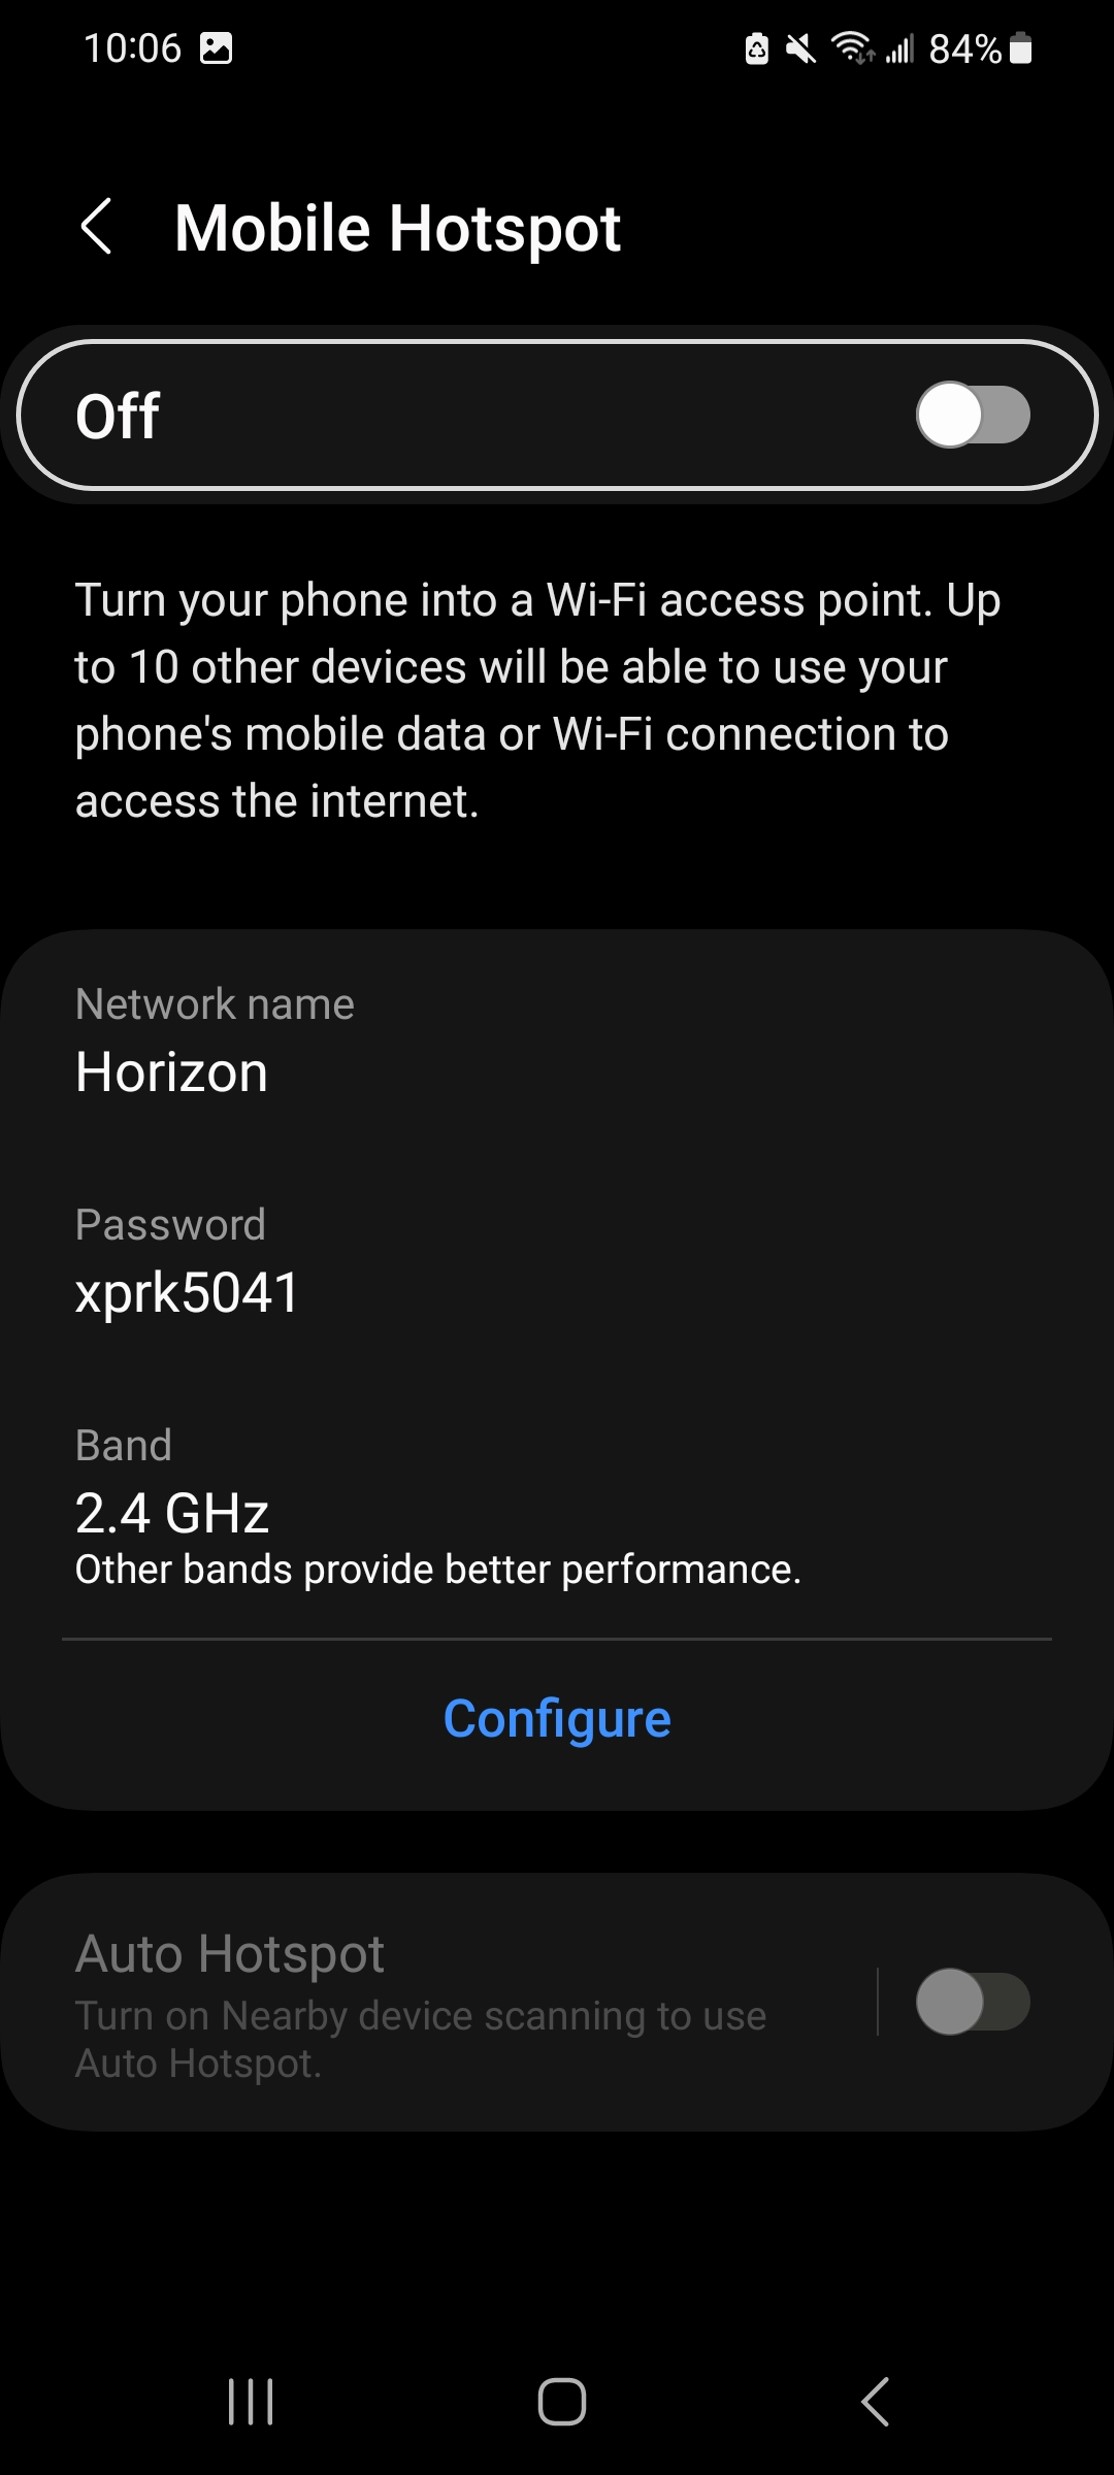 10:06
84%
Mobile Hotspot
Off
Turn your phone into a Wi-Fi access point. Up
to 10 other devices will be able to use your
phone's mobile data or Wi-Fi connection to
access the internet.
Network name
Horizon
Password
xprk5041
Band
2.4 GHz
Other bands provide better performance.
Configure
Auto Hotspot
Turn on Nearby device scanning to use
Auto Hotspot.